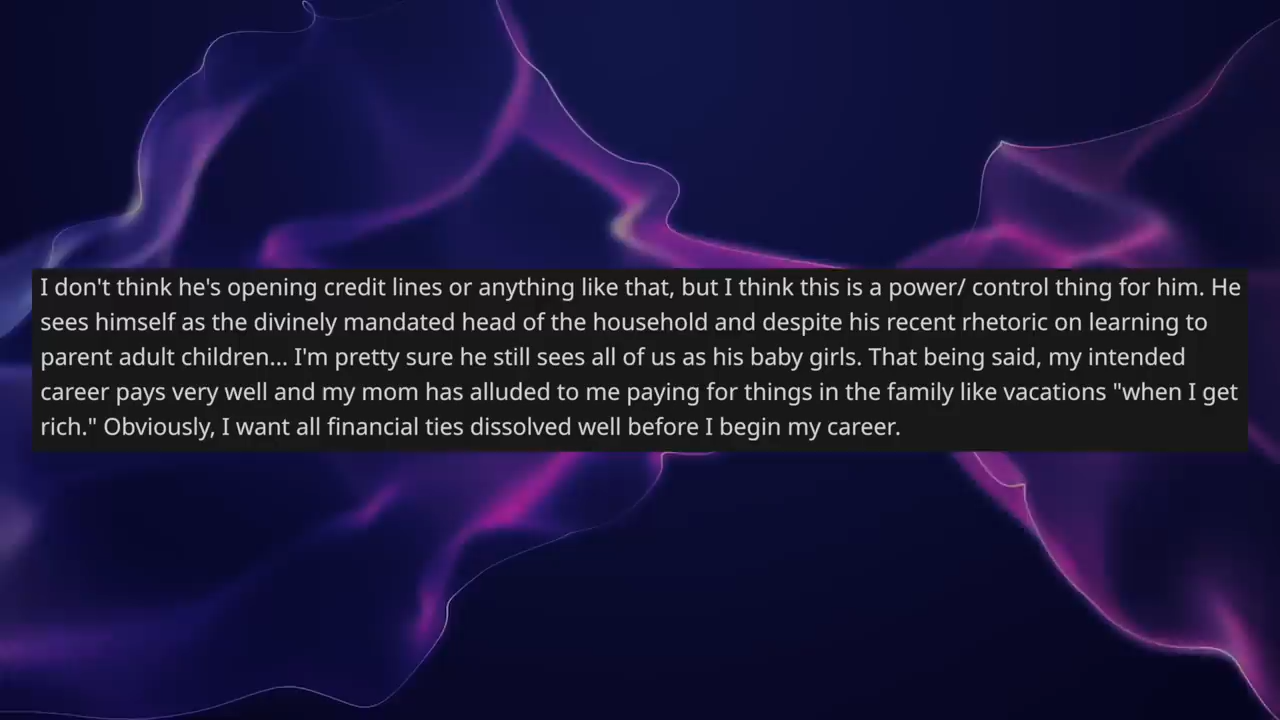 I don't think he's opening credit lines or anything like that, but I think this is a power/ control thing for him. He
sees himself as the divinely mandated head of the household and despite his recent rhetoric on learning to
parent adult children... I'm pretty sure he still sees all of us as his baby girls. That being said, my intended
career pays very well and my mom has alluded to me paying for things in the family like vacations "when I get
rich." Obviously, I want all financial ties dissolved well before I begin my career.